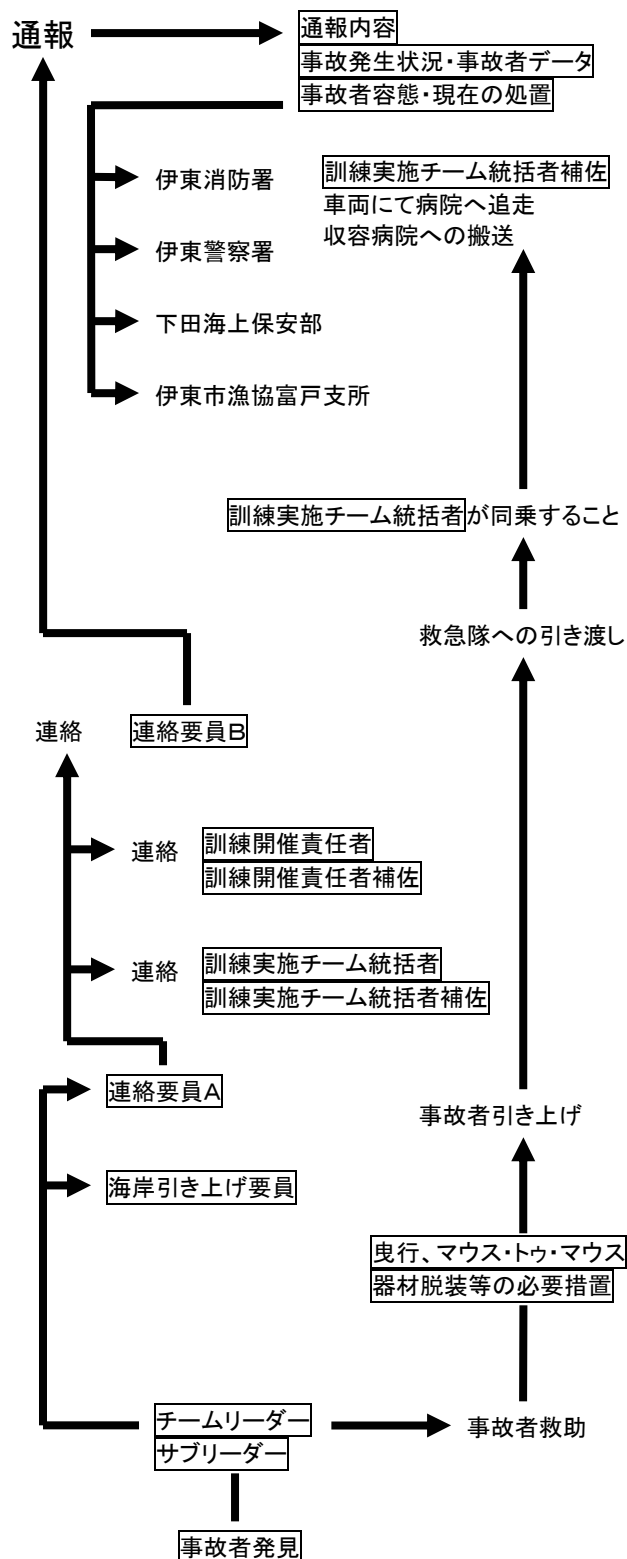 通報
通報内容
事故発生状況・事故者データ
事故者容態・現在の処置
伊東消防署
伊東警察署
下田海上保安部
伊東市漁協富戸支所
訓練実施チーム統括者補佐
車両にて病院へ追走
収容病院への搬送
訓練実施チーム統括者が同乗すること
救急隊への引き渡し
連絡
連絡要員B
連絡
訓練開催責任者
訓練開催責任者補佐
連絡
訓練実施チーム統括者
訓練実施チーム統括者補佐
連絡要員A
事故者引き上げ
海岸引き上げ要員
曳行、マウス・トゥ・マウス
器材脱装等の必要措置
チームリーダー
サブリーダー
事故者救助
事故者発見